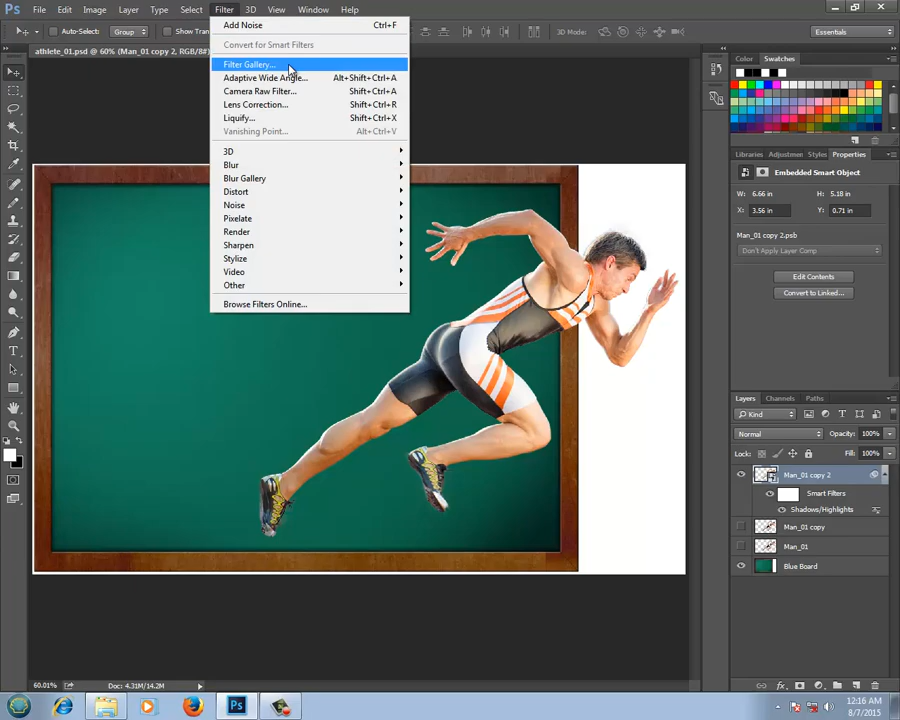 Ps File Edit Image Layer Type Select Filter 3D View Window Help
Auto-Select: Group Show Tran 3D Mode: Essentials
athlete_01.psd @ 60% (Man_01 copy 2, RGB/8#)
Add Noise Ctrl+F
Convert for Smart Filters
Filter Gallery...
Adaptive Wide Angle... Alt+Shift+Ctrl+A
Camera Raw Filter... Shift+Ctrl+A
Lens Correction... Shift+Ctrl+R
Liquify... Shift+Ctrl+X
Vanishing Point... Alt+Ctrl+V
3D
Blur
Blur Gallery
Distort
Noise
Pixelate
Render
Sharpen
Stylize
Video
Other
Browse Filters Online...
Color Swatches
Libraries Adjustmen Styles Properties
Embedded Smart Object
W: 6.66 in H: 5.18 in
X: 3.56 in Y: 0.71 in
Man_01 copy 2.psb
Don't Apply Layer Comp
Edit Contents
Convert to Linked...
Layers Channels Paths
Kind
Normal Opacity: 100%
Lock: Fill: 100%
Man_01 copy 2
Smart Filters
Shadows/Highlights
Man_01 copy
Man_01
Blue Board
60.01% Doc: 4.31M/14.2M
Ps
12:16 AM
8/7/2015